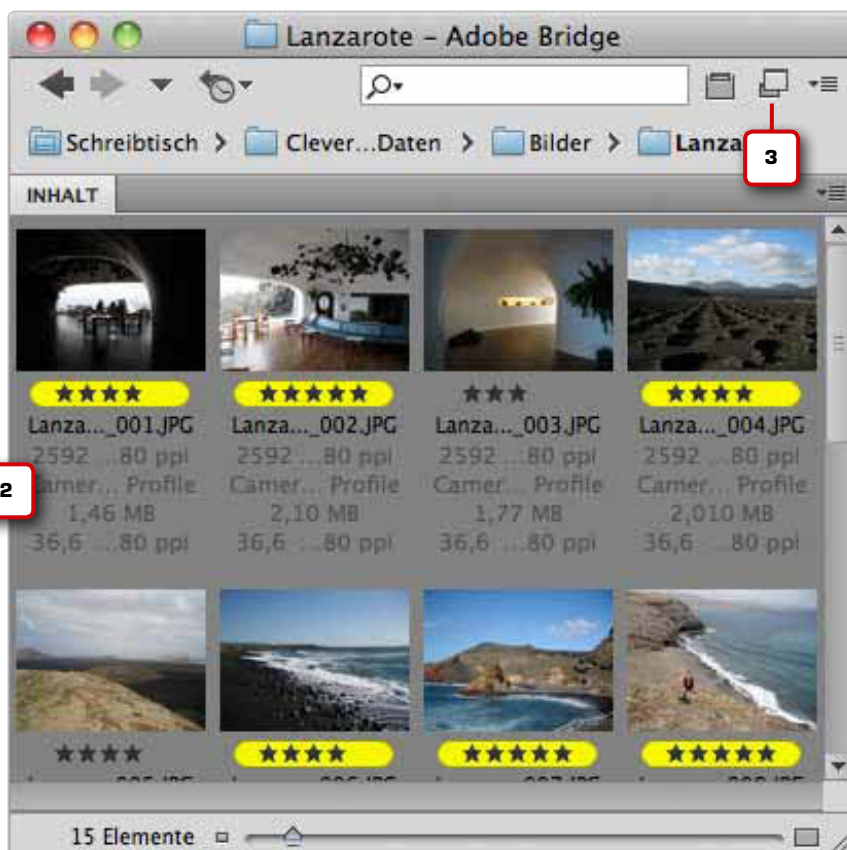 Lanzarote – Adobe Bridge
Schreibtisch > Clever...Daten > Bilder > Lanza
3
INHALT
★★★★ ★★★★★ ★★★ ★★★★
Lanza..._001.JPG Lanza..._002.JPG Lanza..._003.JPG Lanza..._004.JPG
2592 ...80 ppi 2592 ...80 ppi 2592 ...80 ppi 2592 ...80 ppi
2
Camer... Profile Camer... Profile Camer... Profile Camer... Profile
1,46 MB 2,10 MB 1,77 MB 2,010 MB
36,6 ...80 ppi 36,6 ...80 ppi 36,6 ...80 ppi 36,6 ...80 ppi
★★★★ ★★★★ ★★★★★ ★★★★★
15 Elemente